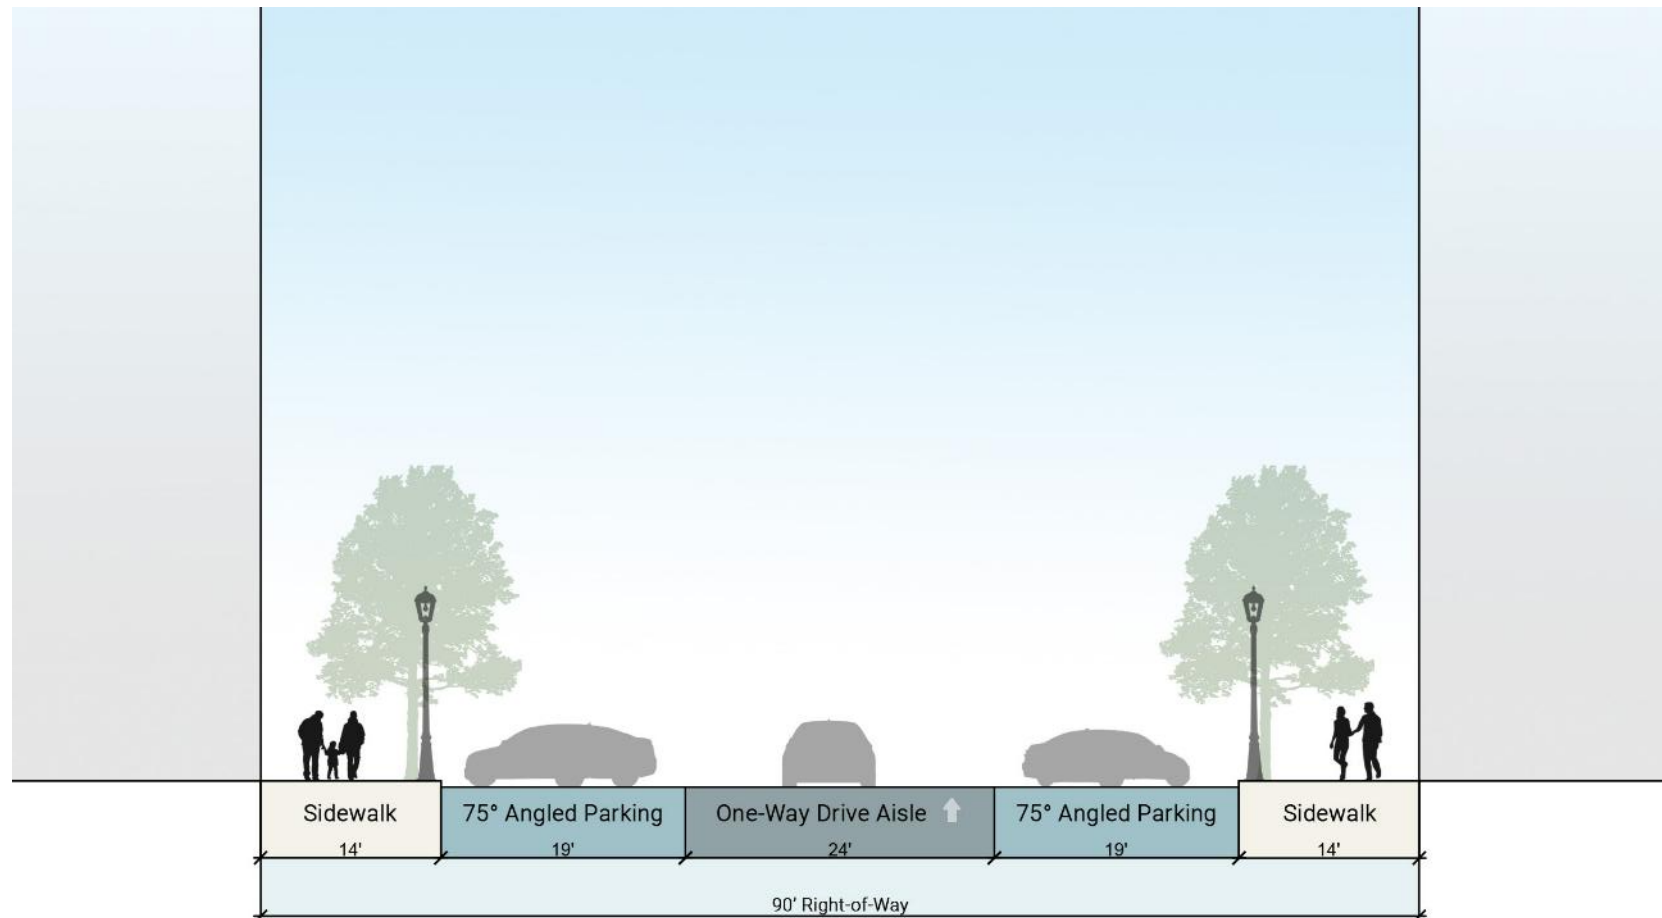 Sidewalk
75° Angled Parking
One-Way Drive Aisle
75° Angled Parking
Sidewalk
14'
19'
24'
19'
14'
90' Right-of-Way